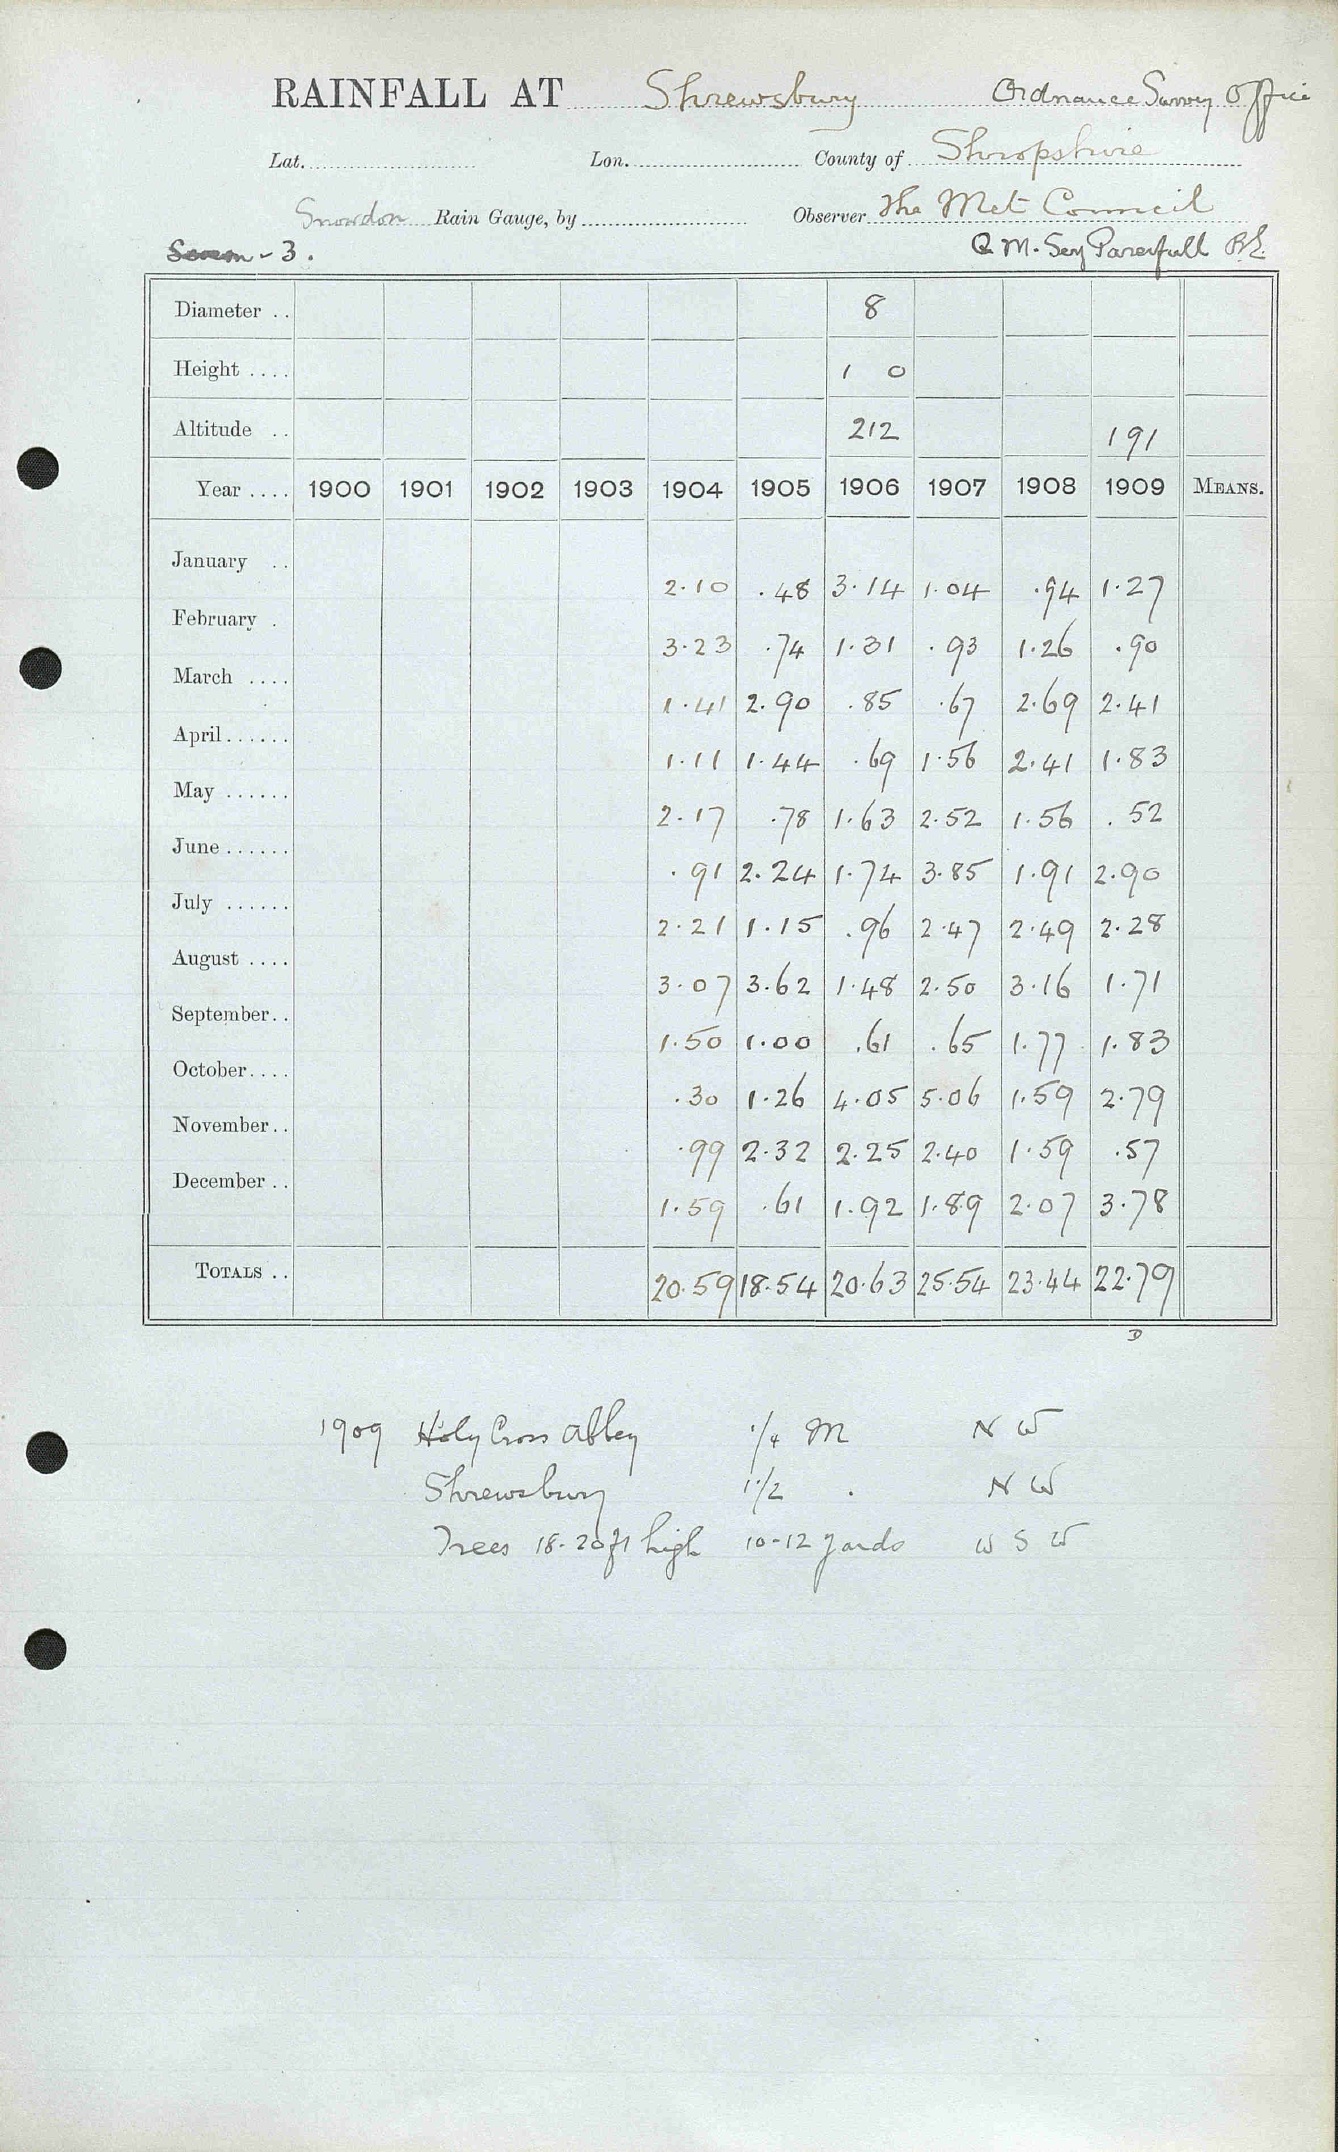 RAINFALL AT Shrewsbury Ordnance Survey Office
Lat. Lon. County of Shropshire
Snowdon Rain Gauge, by Observer The Met Council
Severn - 3. Q M. Serj
Diameter .. 8
Height .... 1 0
Altitude .. 212 191
Year .... 1900 1901 1902 1903 1904 1905 1906 1907 1908 1909 MEANS.
January .. 2.10 .48 3.14 1.04 .94 1.27
February . 3.23 .74 1.31 .93 1.26 .90
March .... 1.41 2.90 .85 .67 2.69 2.41
April...... 1.11 1.44 .69 1.56 2.41 1.83
May ...... 2.17 .78 1.63 2.52 1.56 .52
June...... .91 2.24 1.74 3.85 1.91 2.90
July ...... 2.21 1.15 .96 2.47 2.49 2.28
August .... 3.07 3.62 1.48 2.50 3.16 1.71
September.. 1.50 1.00 .61 .65 1.77 1.83
October.... .30 1.26 4.05 5.06 1.59 2.79
November.. .99 2.32 2.25 2.40 1.59 .57
December .. 1.59 .61 1.92 1.89 2.07 3.78
TOTALS .. 20.59 18.54 20.63 25.54 23.44 22.79
D
1909 Holy Cross Abbey 1/4 M N W
Shrewsbury 1 1/2 . N W
Trees 18-20ft high 10-12 yards W S W